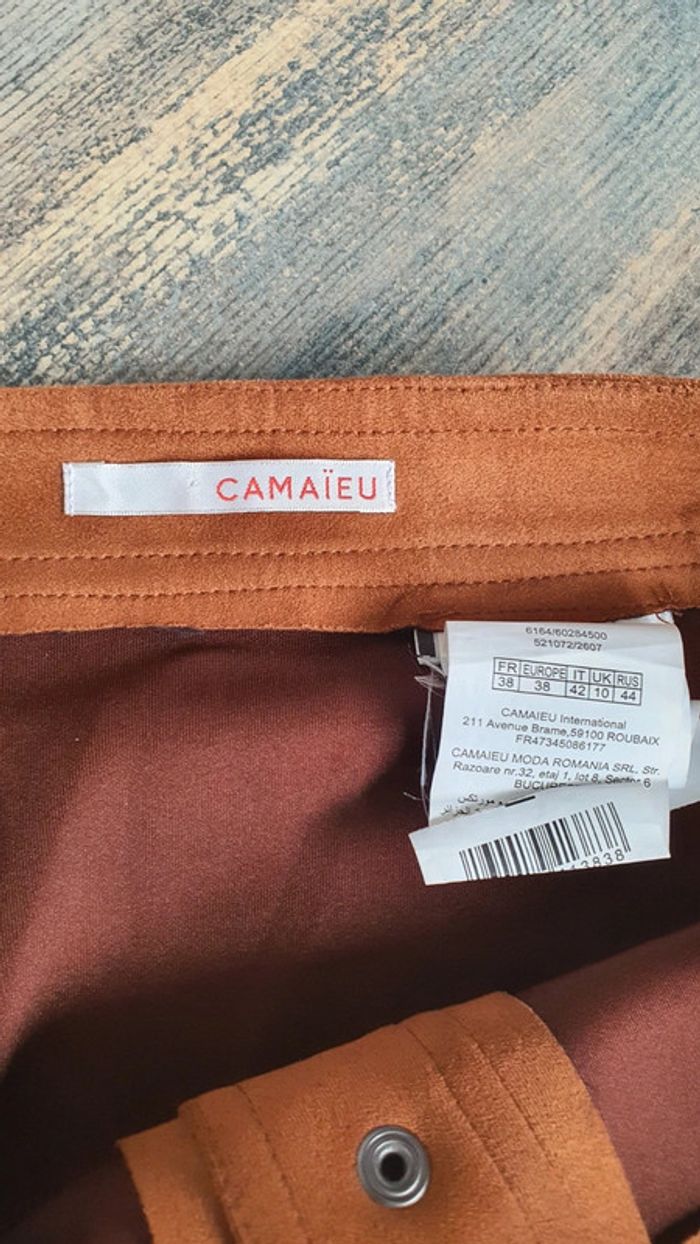 CAMAÏEU
6164/60284500
521072/2607
FR EUROPE IT UK RUS
38 38 42 10 44
CAMAIEU International
211 Avenue Brame,59100 ROUBAIX
FR47345086177
CAMAIEU MODA ROMANIA SRL, Str.
Razoare nr.32, etaj 1, lot 8, Sector 6
3838